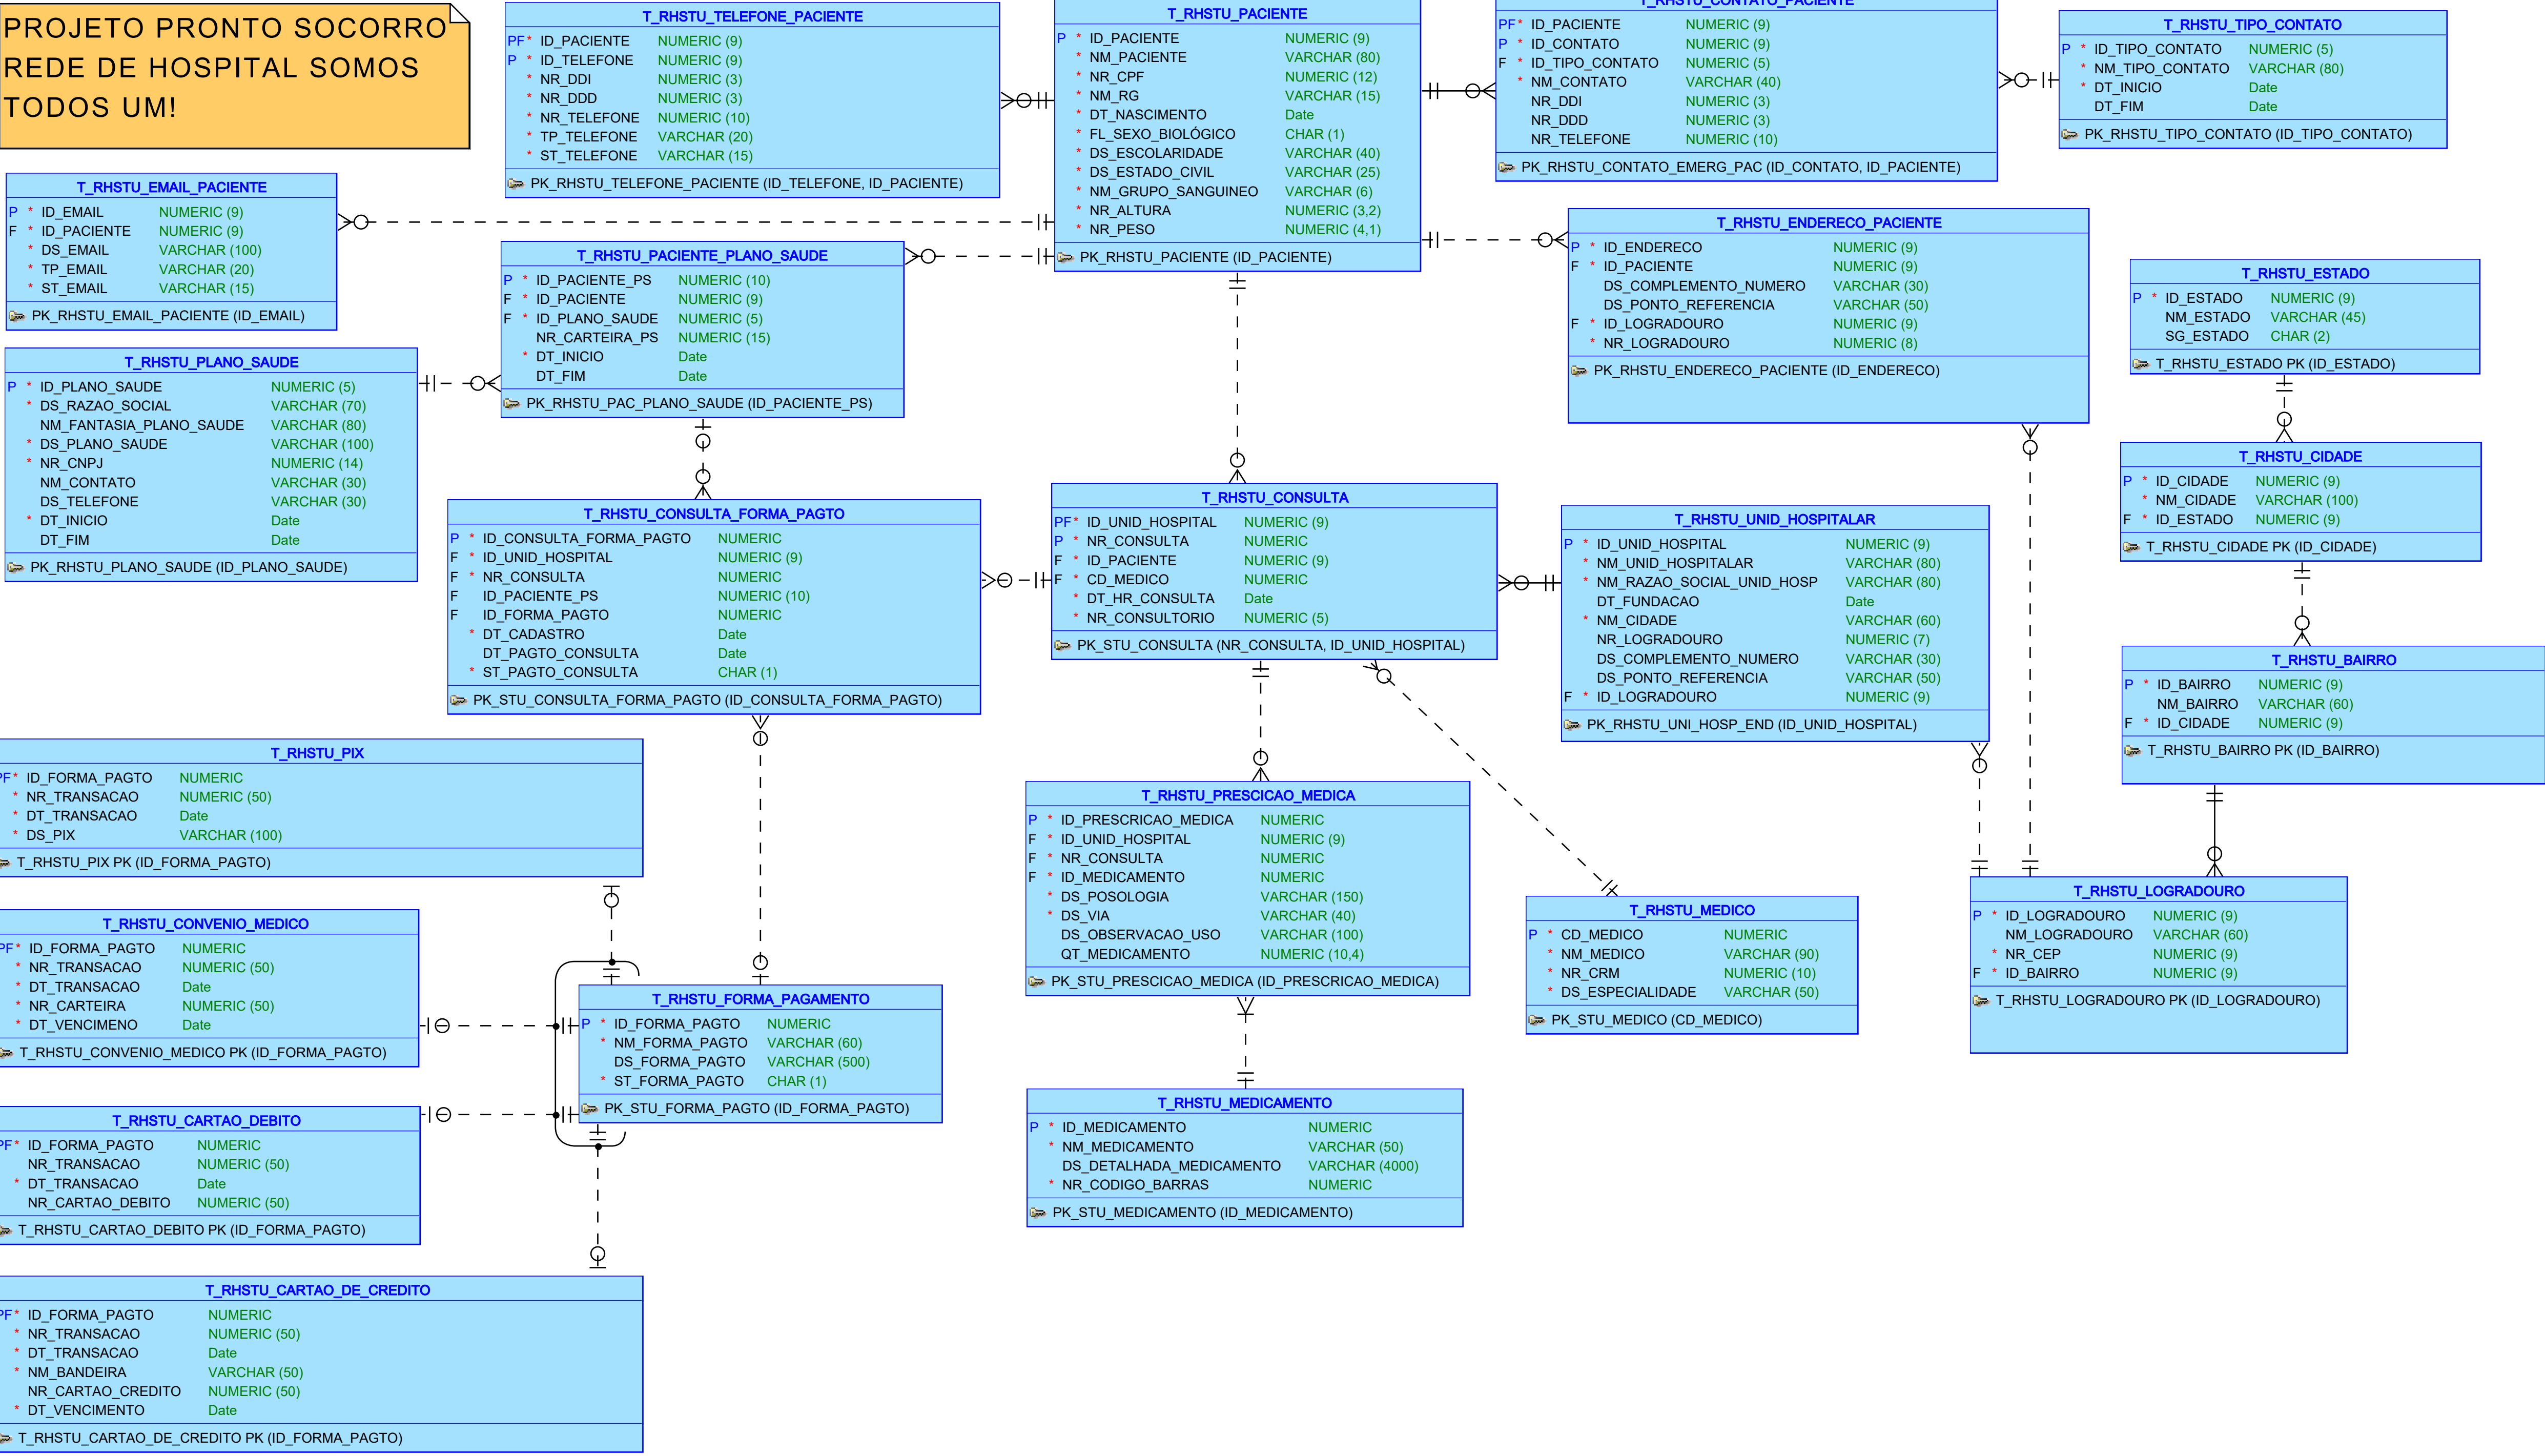 PROJETO PRONTO SOCORRO
REDE DE HOSPITAL SOMOS
TODOS UM!
T_RHSTU_TELEFONE_PACIENTE
PF * ID_PACIENTE NUMERIC (9)
P * ID_TELEFONE NUMERIC (9)
* NR_DDI NUMERIC (3)
* NR_DDD NUMERIC (3)
* NR_TELEFONE NUMERIC (10)
* TP_TELEFONE VARCHAR (20)
* ST_TELEFONE VARCHAR (15)
PK_RHSTU_TELEFONE_PACIENTE (ID_TELEFONE, ID_PACIENTE)
T_RHSTU_PACIENTE
P * ID_PACIENTE NUMERIC (9)
* NM_PACIENTE VARCHAR (80)
* NR_CPF NUMERIC (12)
* NM_RG VARCHAR (15)
* DT_NASCIMENTO Date
* FL_SEXO_BIOLÓGICO CHAR (1)
* DS_ESCOLARIDADE VARCHAR (40)
* DS_ESTADO_CIVIL VARCHAR (25)
* NM_GRUPO_SANGUINEO VARCHAR (6)
* NR_ALTURA NUMERIC (3,2)
* NR_PESO NUMERIC (4,1)
PK_RHSTU_PACIENTE (ID_PACIENTE)
T_RHSTU_CONTATO_PACIENTE
PF * ID_PACIENTE NUMERIC (9)
P * ID_CONTATO NUMERIC (9)
F * ID_TIPO_CONTATO NUMERIC (5)
* NM_CONTATO VARCHAR (40)
NR_DDI NUMERIC (3)
NR_DDD NUMERIC (3)
NR_TELEFONE NUMERIC (10)
PK_RHSTU_CONTATO_EMERG_PAC (ID_CONTATO, ID_PACIENTE)
T_RHSTU_TIPO_CONTATO
P * ID_TIPO_CONTATO NUMERIC (5)
* NM_TIPO_CONTATO VARCHAR (80)
* DT_INICIO Date
DT_FIM Date
PK_RHSTU_TIPO_CONTATO (ID_TIPO_CONTATO)
T_RHSTU_EMAIL_PACIENTE
P * ID_EMAIL NUMERIC (9)
F * ID_PACIENTE NUMERIC (9)
* DS_EMAIL VARCHAR (100)
* TP_EMAIL VARCHAR (20)
* ST_EMAIL VARCHAR (15)
PK_RHSTU_EMAIL_PACIENTE (ID_EMAIL)
T_RHSTU_PACIENTE_PLANO_SAUDE
P * ID_PACIENTE_PS NUMERIC (10)
F * ID_PACIENTE NUMERIC (9)
F * ID_PLANO_SAUDE NUMERIC (5)
NR_CARTEIRA_PS NUMERIC (15)
* DT_INICIO Date
DT_FIM Date
PK_RHSTU_PAC_PLANO_SAUDE (ID_PACIENTE_PS)
T_RHSTU_ENDERECO_PACIENTE
P * ID_ENDERECO NUMERIC (9)
F * ID_PACIENTE NUMERIC (9)
DS_COMPLEMENTO_NUMERO VARCHAR (30)
DS_PONTO_REFERENCIA VARCHAR (50)
F * ID_LOGRADOURO NUMERIC (9)
* NR_LOGRADOURO NUMERIC (8)
PK_RHSTU_ENDERECO_PACIENTE (ID_ENDERECO)
T_RHSTU_ESTADO
P * ID_ESTADO NUMERIC (9)
NM_ESTADO VARCHAR (45)
SG_ESTADO CHAR (2)
T_RHSTU_ESTADO PK (ID_ESTADO)
T_RHSTU_PLANO_SAUDE
P * ID_PLANO_SAUDE NUMERIC (5)
* DS_RAZAO_SOCIAL VARCHAR (70)
NM_FANTASIA_PLANO_SAUDE VARCHAR (80)
* DS_PLANO_SAUDE VARCHAR (100)
* NR_CNPJ NUMERIC (14)
NM_CONTATO VARCHAR (30)
DS_TELEFONE VARCHAR (30)
* DT_INICIO Date
DT_FIM Date
PK_RHSTU_PLANO_SAUDE (ID_PLANO_SAUDE)
T_RHSTU_CIDADE
P * ID_CIDADE NUMERIC (9)
* NM_CIDADE VARCHAR (100)
F * ID_ESTADO NUMERIC (9)
T_RHSTU_CIDADE PK (ID_CIDADE)
T_RHSTU_CONSULTA_FORMA_PAGTO
P * ID_CONSULTA_FORMA_PAGTO NUMERIC
F * ID_UNID_HOSPITAL NUMERIC (9)
F * NR_CONSULTA NUMERIC
F ID_PACIENTE_PS NUMERIC (10)
F ID_FORMA_PAGTO NUMERIC
* DT_CADASTRO Date
DT_PAGTO_CONSULTA Date
* ST_PAGTO_CONSULTA CHAR (1)
PK_STU_CONSULTA_FORMA_PAGTO (ID_CONSULTA_FORMA_PAGTO)
T_RHSTU_CONSULTA
PF * ID_UNID_HOSPITAL NUMERIC (9)
P * NR_CONSULTA NUMERIC
F * ID_PACIENTE NUMERIC (9)
F * CD_MEDICO NUMERIC
* DT_HR_CONSULTA Date
* NR_CONSULTORIO NUMERIC (5)
PK_STU_CONSULTA (NR_CONSULTA, ID_UNID_HOSPITAL)
T_RHSTU_UNID_HOSPITALAR
P * ID_UNID_HOSPITAL NUMERIC (9)
* NM_UNID_HOSPITALAR VARCHAR (80)
* NM_RAZAO_SOCIAL_UNID_HOSP VARCHAR (80)
DT_FUNDACAO Date
* NM_CIDADE VARCHAR (60)
NR_LOGRADOURO NUMERIC (7)
DS_COMPLEMENTO_NUMERO VARCHAR (30)
DS_PONTO_REFERENCIA VARCHAR (50)
F * ID_LOGRADOURO NUMERIC (9)
PK_RHSTU_UNI_HOSP_END (ID_UNID_HOSPITAL)
T_RHSTU_BAIRRO
P * ID_BAIRRO NUMERIC (9)
NM_BAIRRO VARCHAR (60)
F * ID_CIDADE NUMERIC (9)
T_RHSTU_BAIRRO PK (ID_BAIRRO)
T_RHSTU_PIX
PF * ID_FORMA_PAGTO NUMERIC
* NR_TRANSACAO NUMERIC (50)
* DT_TRANSACAO Date
* DS_PIX VARCHAR (100)
T_RHSTU_PIX PK (ID_FORMA_PAGTO)
T_RHSTU_PRESCICAO_MEDICA
P * ID_PRESCRICAO_MEDICA NUMERIC
F * ID_UNID_HOSPITAL NUMERIC (9)
F * NR_CONSULTA NUMERIC
F * ID_MEDICAMENTO NUMERIC
* DS_POSOLOGIA VARCHAR (150)
* DS_VIA VARCHAR (40)
DS_OBSERVACAO_USO VARCHAR (100)
QT_MEDICAMENTO NUMERIC (10,4)
PK_STU_PRESCICAO_MEDICA (ID_PRESCRICAO_MEDICA)
T_RHSTU_MEDICO
P * CD_MEDICO NUMERIC
* NM_MEDICO VARCHAR (90)
* NR_CRM NUMERIC (10)
* DS_ESPECIALIDADE VARCHAR (50)
PK_STU_MEDICO (CD_MEDICO)
T_RHSTU_LOGRADOURO
P * ID_LOGRADOURO NUMERIC (9)
NM_LOGRADOURO VARCHAR (60)
* NR_CEP NUMERIC (9)
F * ID_BAIRRO NUMERIC (9)
T_RHSTU_LOGRADOURO PK (ID_LOGRADOURO)
T_RHSTU_CONVENIO_MEDICO
PF * ID_FORMA_PAGTO NUMERIC
* NR_TRANSACAO NUMERIC (50)
* DT_TRANSACAO Date
* NR_CARTEIRA NUMERIC (50)
* DT_VENCIMENO Date
T_RHSTU_CONVENIO_MEDICO PK (ID_FORMA_PAGTO)
T_RHSTU_FORMA_PAGAMENTO
P * ID_FORMA_PAGTO NUMERIC
* NM_FORMA_PAGTO VARCHAR (60)
DS_FORMA_PAGTO VARCHAR (500)
* ST_FORMA_PAGTO CHAR (1)
PK_STU_FORMA_PAGTO (ID_FORMA_PAGTO)
T_RHSTU_CARTAO_DEBITO
PF * ID_FORMA_PAGTO NUMERIC
NR_TRANSACAO NUMERIC (50)
* DT_TRANSACAO Date
NR_CARTAO_DEBITO NUMERIC (50)
T_RHSTU_CARTAO_DEBITO PK (ID_FORMA_PAGTO)
T_RHSTU_MEDICAMENTO
P * ID_MEDICAMENTO NUMERIC
* NM_MEDICAMENTO VARCHAR (50)
DS_DETALHADA_MEDICAMENTO VARCHAR (4000)
* NR_CODIGO_BARRAS NUMERIC
PK_STU_MEDICAMENTO (ID_MEDICAMENTO)
T_RHSTU_CARTAO_DE_CREDITO
PF * ID_FORMA_PAGTO NUMERIC
* NR_TRANSACAO NUMERIC (50)
* DT_TRANSACAO Date
* NM_BANDEIRA VARCHAR (50)
NR_CARTAO_CREDITO NUMERIC (50)
* DT_VENCIMENTO Date
T_RHSTU_CARTAO_DE_CREDITO PK (ID_FORMA_PAGTO)